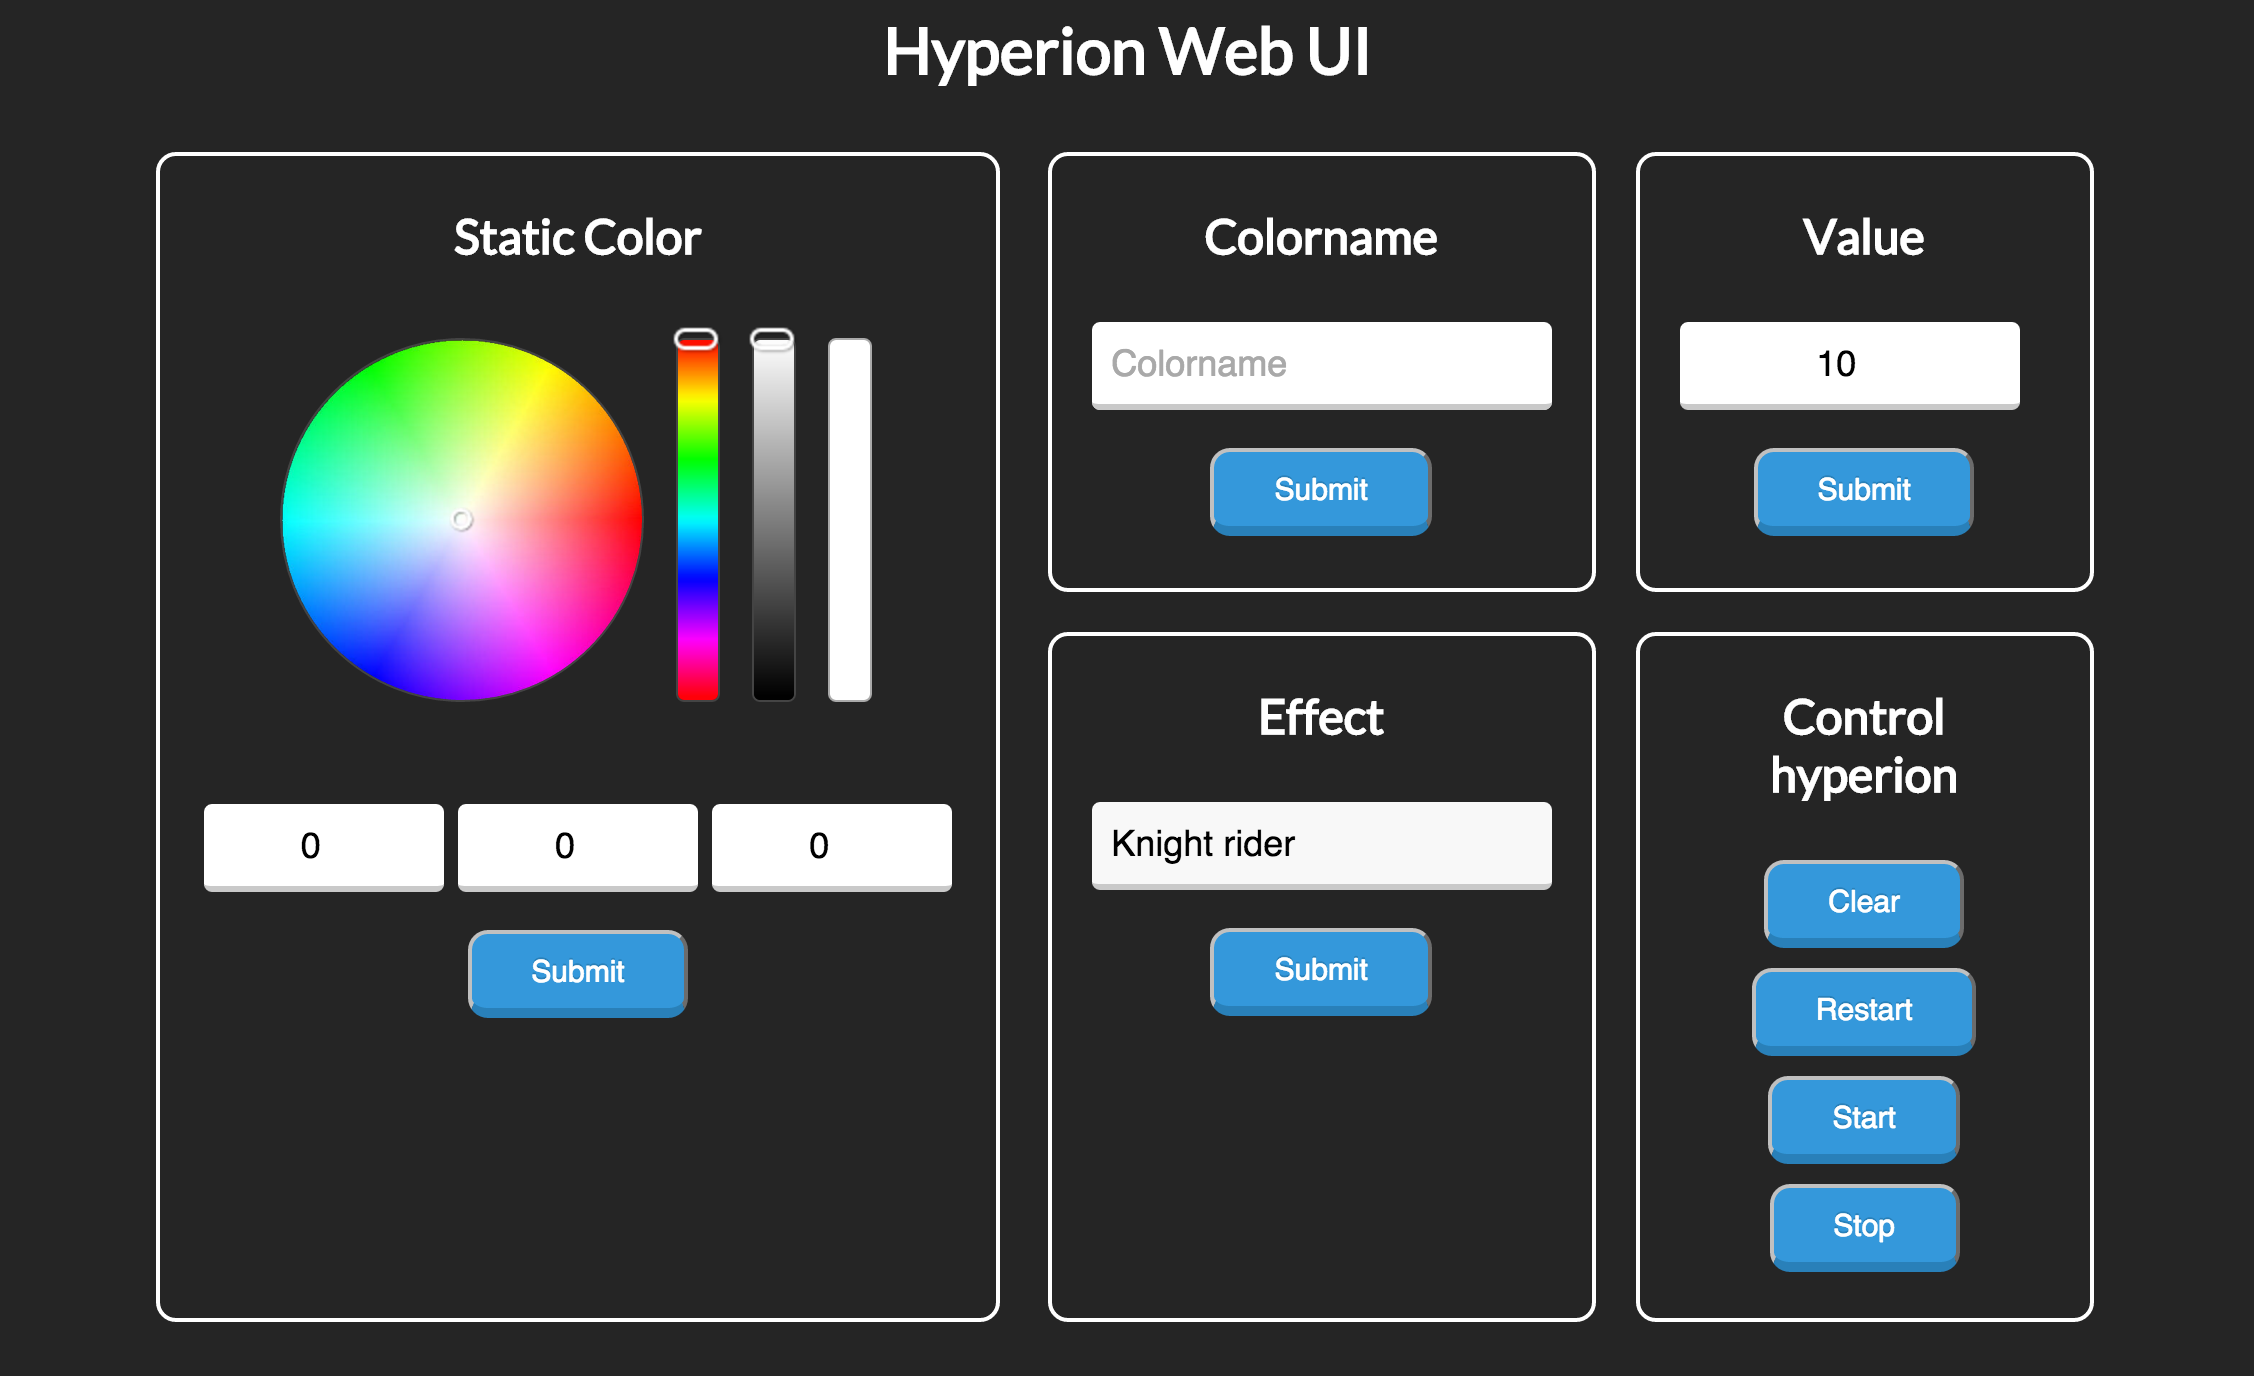 Hyperion Web UI
Static Color
0
0
0
Submit
Colorname
Colorname
Submit
Value
10
Submit
Effect
Knight rider
Submit
Control
hyperion
Clear
Restart
Start
Stop